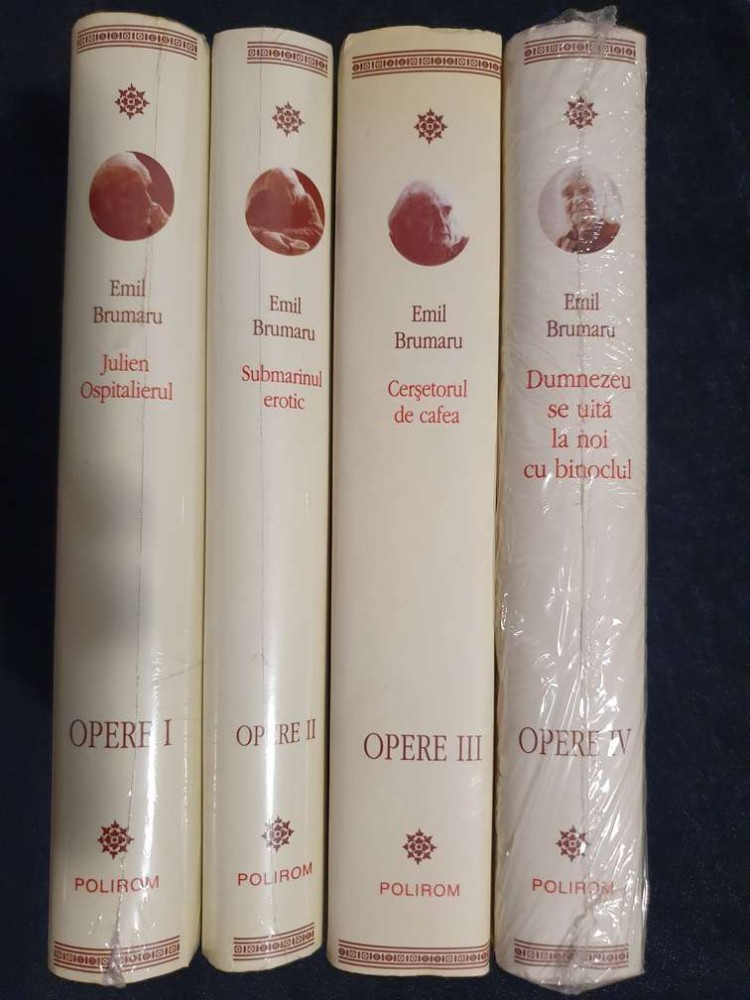 Emil
Brumaru
Julien
Ospitalierul
OPERE I
POLIROM
Emil
Brumaru
Submarinul
erotic
OPERE II
POLIROM
Emil
Brumaru
Cerșetorul
de cafea
OPERE III
POLIROM
Emil
Brumaru
Dumnezeu
se uită
la noi
cu binoclul
OPERE IV
POLIROM